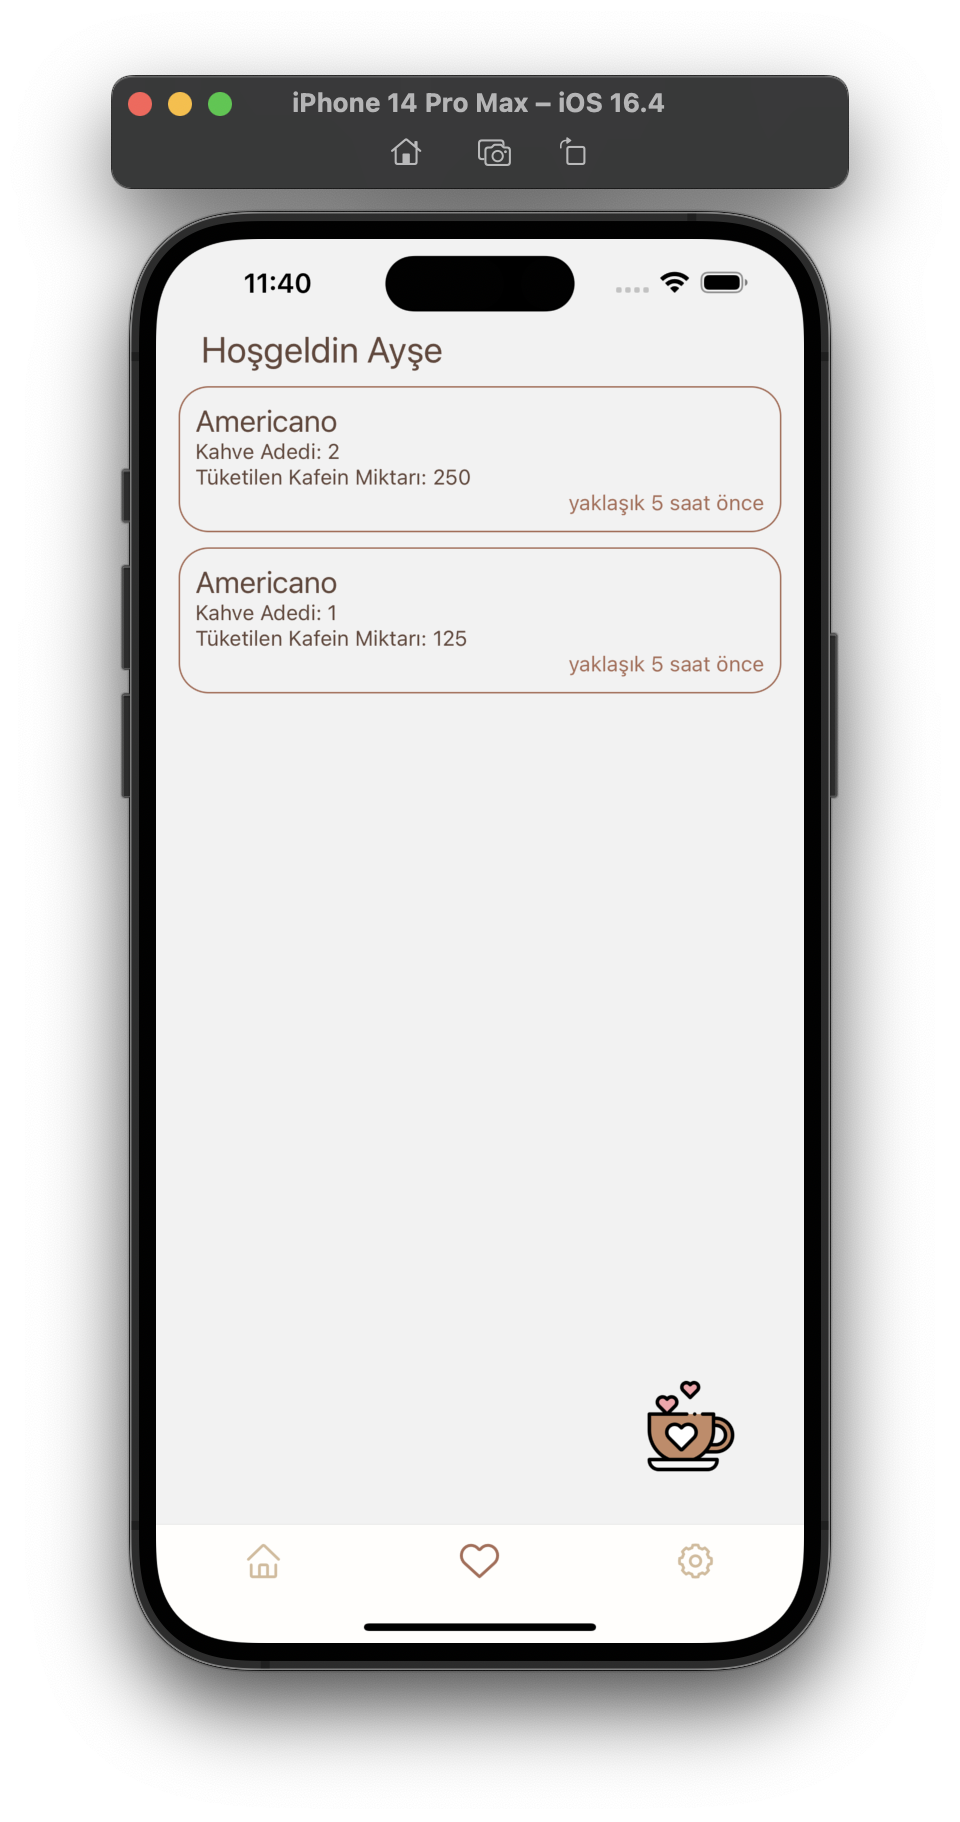 iPhone 14 Pro Max – iOS 16.4
11:40
Hoşgeldin Ayşe
Americano
Kahve Adedi: 2
Tüketilen Kafein Miktarı: 250
yaklaşık 5 saat önce
Americano
Kahve Adedi: 1
Tüketilen Kafein Miktarı: 125
yaklaşık 5 saat önce